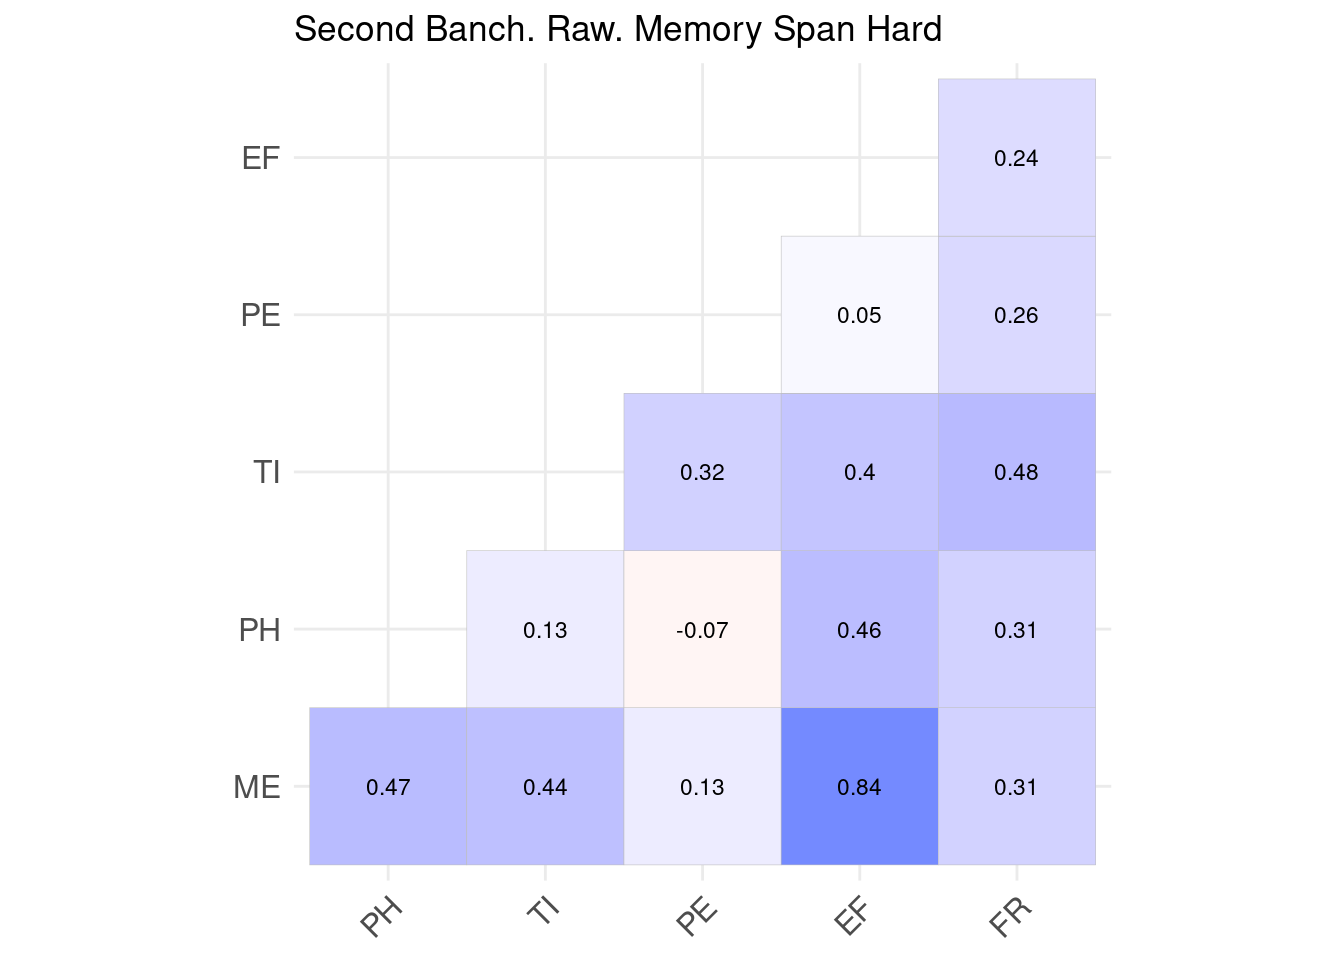 Second Banch. Raw. Memory Span Hard
EF 0.24
PE 0.05 0.26
TI 0.32 0.4 0.48
PH 0.13 -0.07 0.46 0.31
ME 0.47 0.44 0.13 0.84 0.31
PH TI PE EF FR